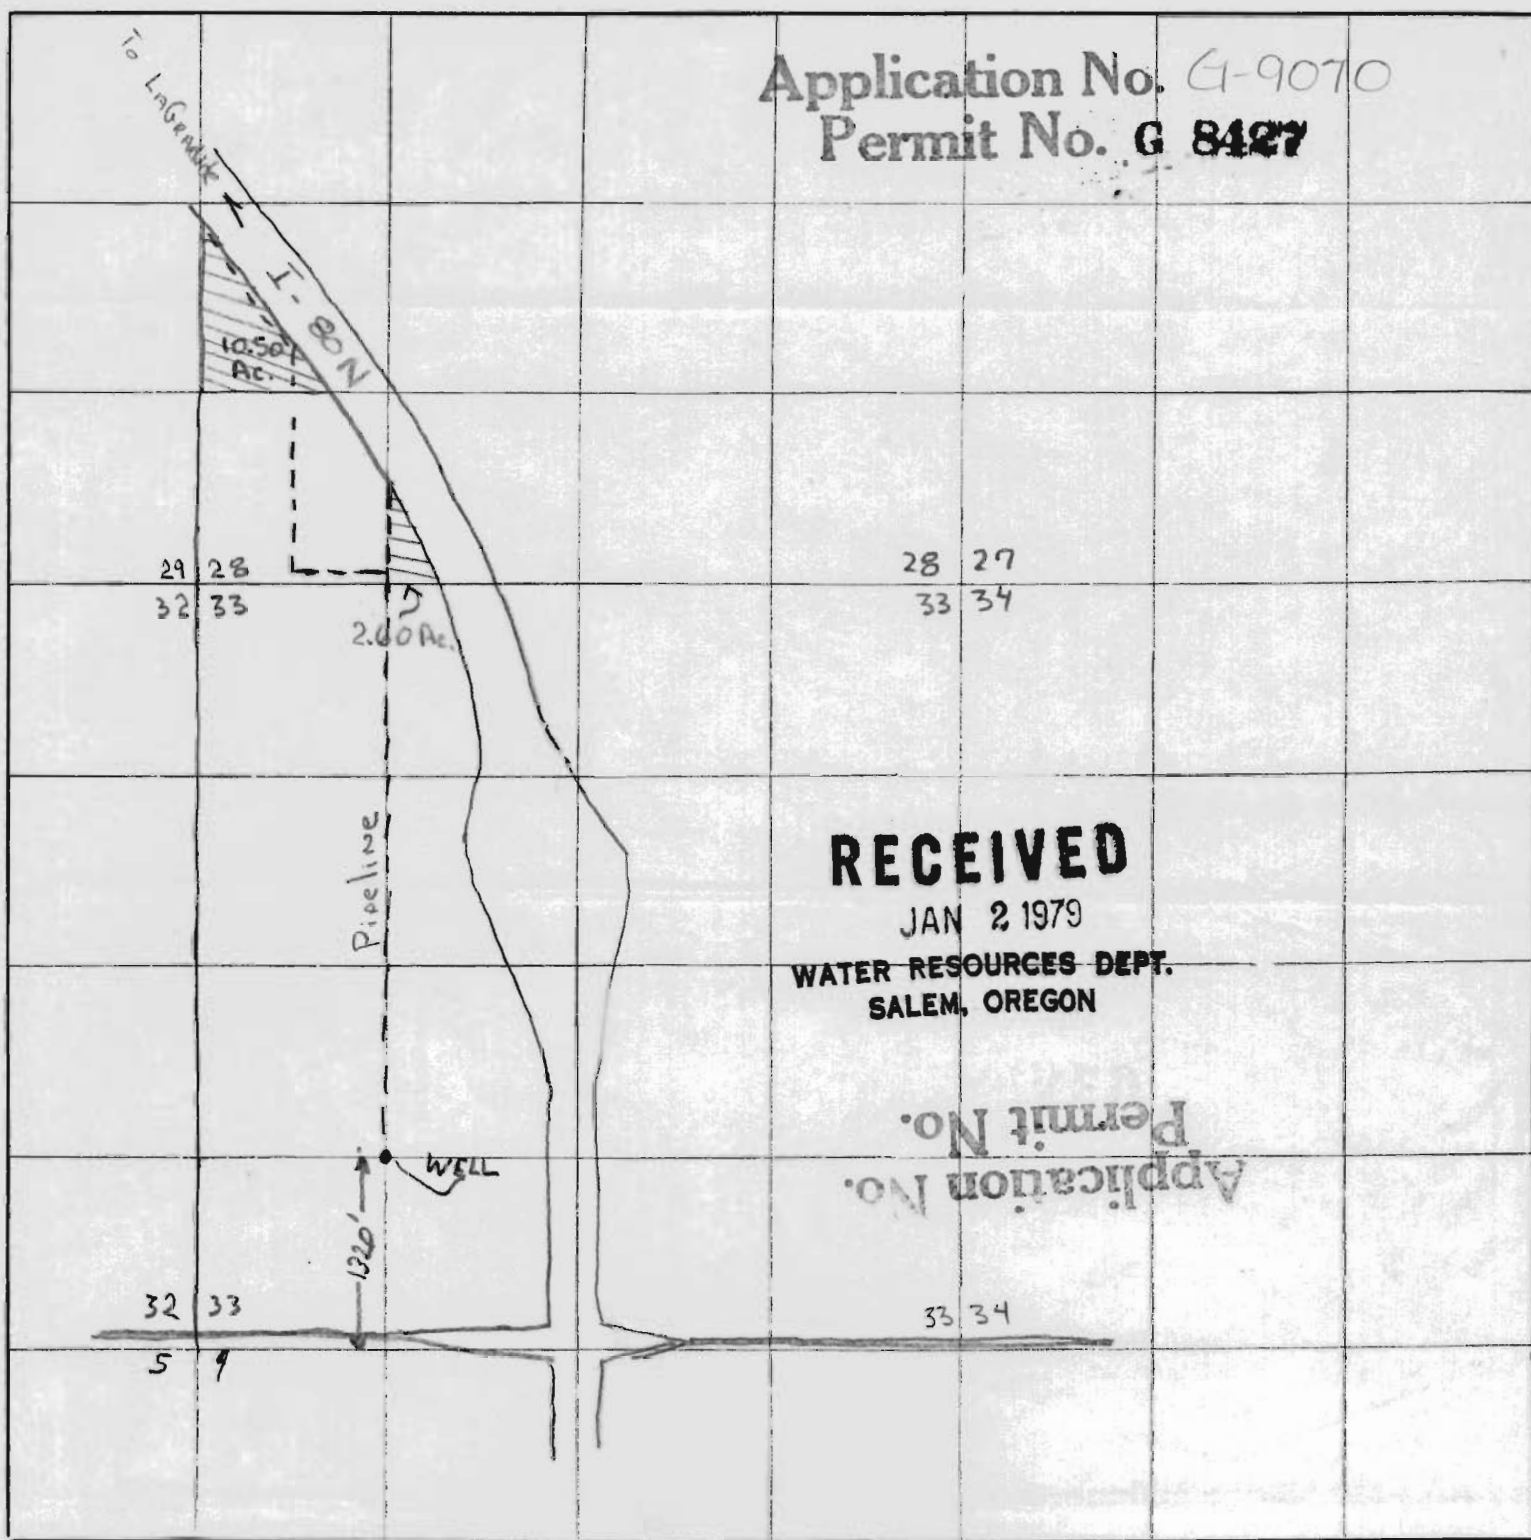 Application No. G-9070
Permit No. G 8427
To LaGrande
I-80N
10.50
Ac.
29 28
32 33
28 27
33 34
2.60 Ac.
Pipeline
RECEIVED
JAN 2 1979
WATER RESOURCES DEPT.
SALEM, OREGON
Permit No.
Application No.
WELL
1320'
32 33
5
33 34